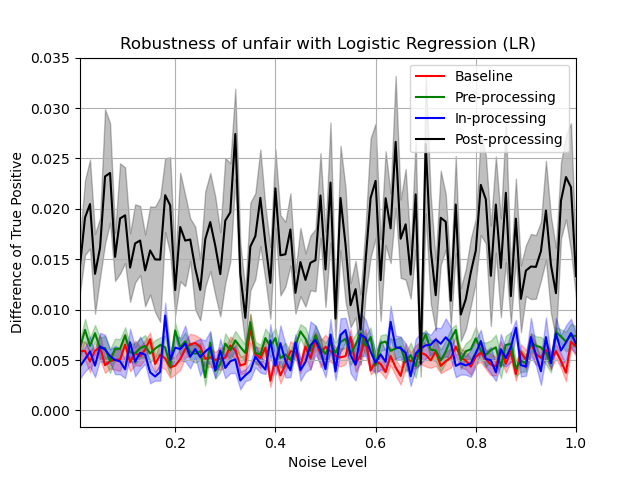 Robustness of unfair with Logistic Regression (LR)
0.035
0.030
0.025
0.020
0.015
0.010
0.005
0.000
Difference of True Positive
Baseline
Pre-processing
In-processing
Post-processing
0.2
0.4
0.6
0.8
1.0
Noise Level